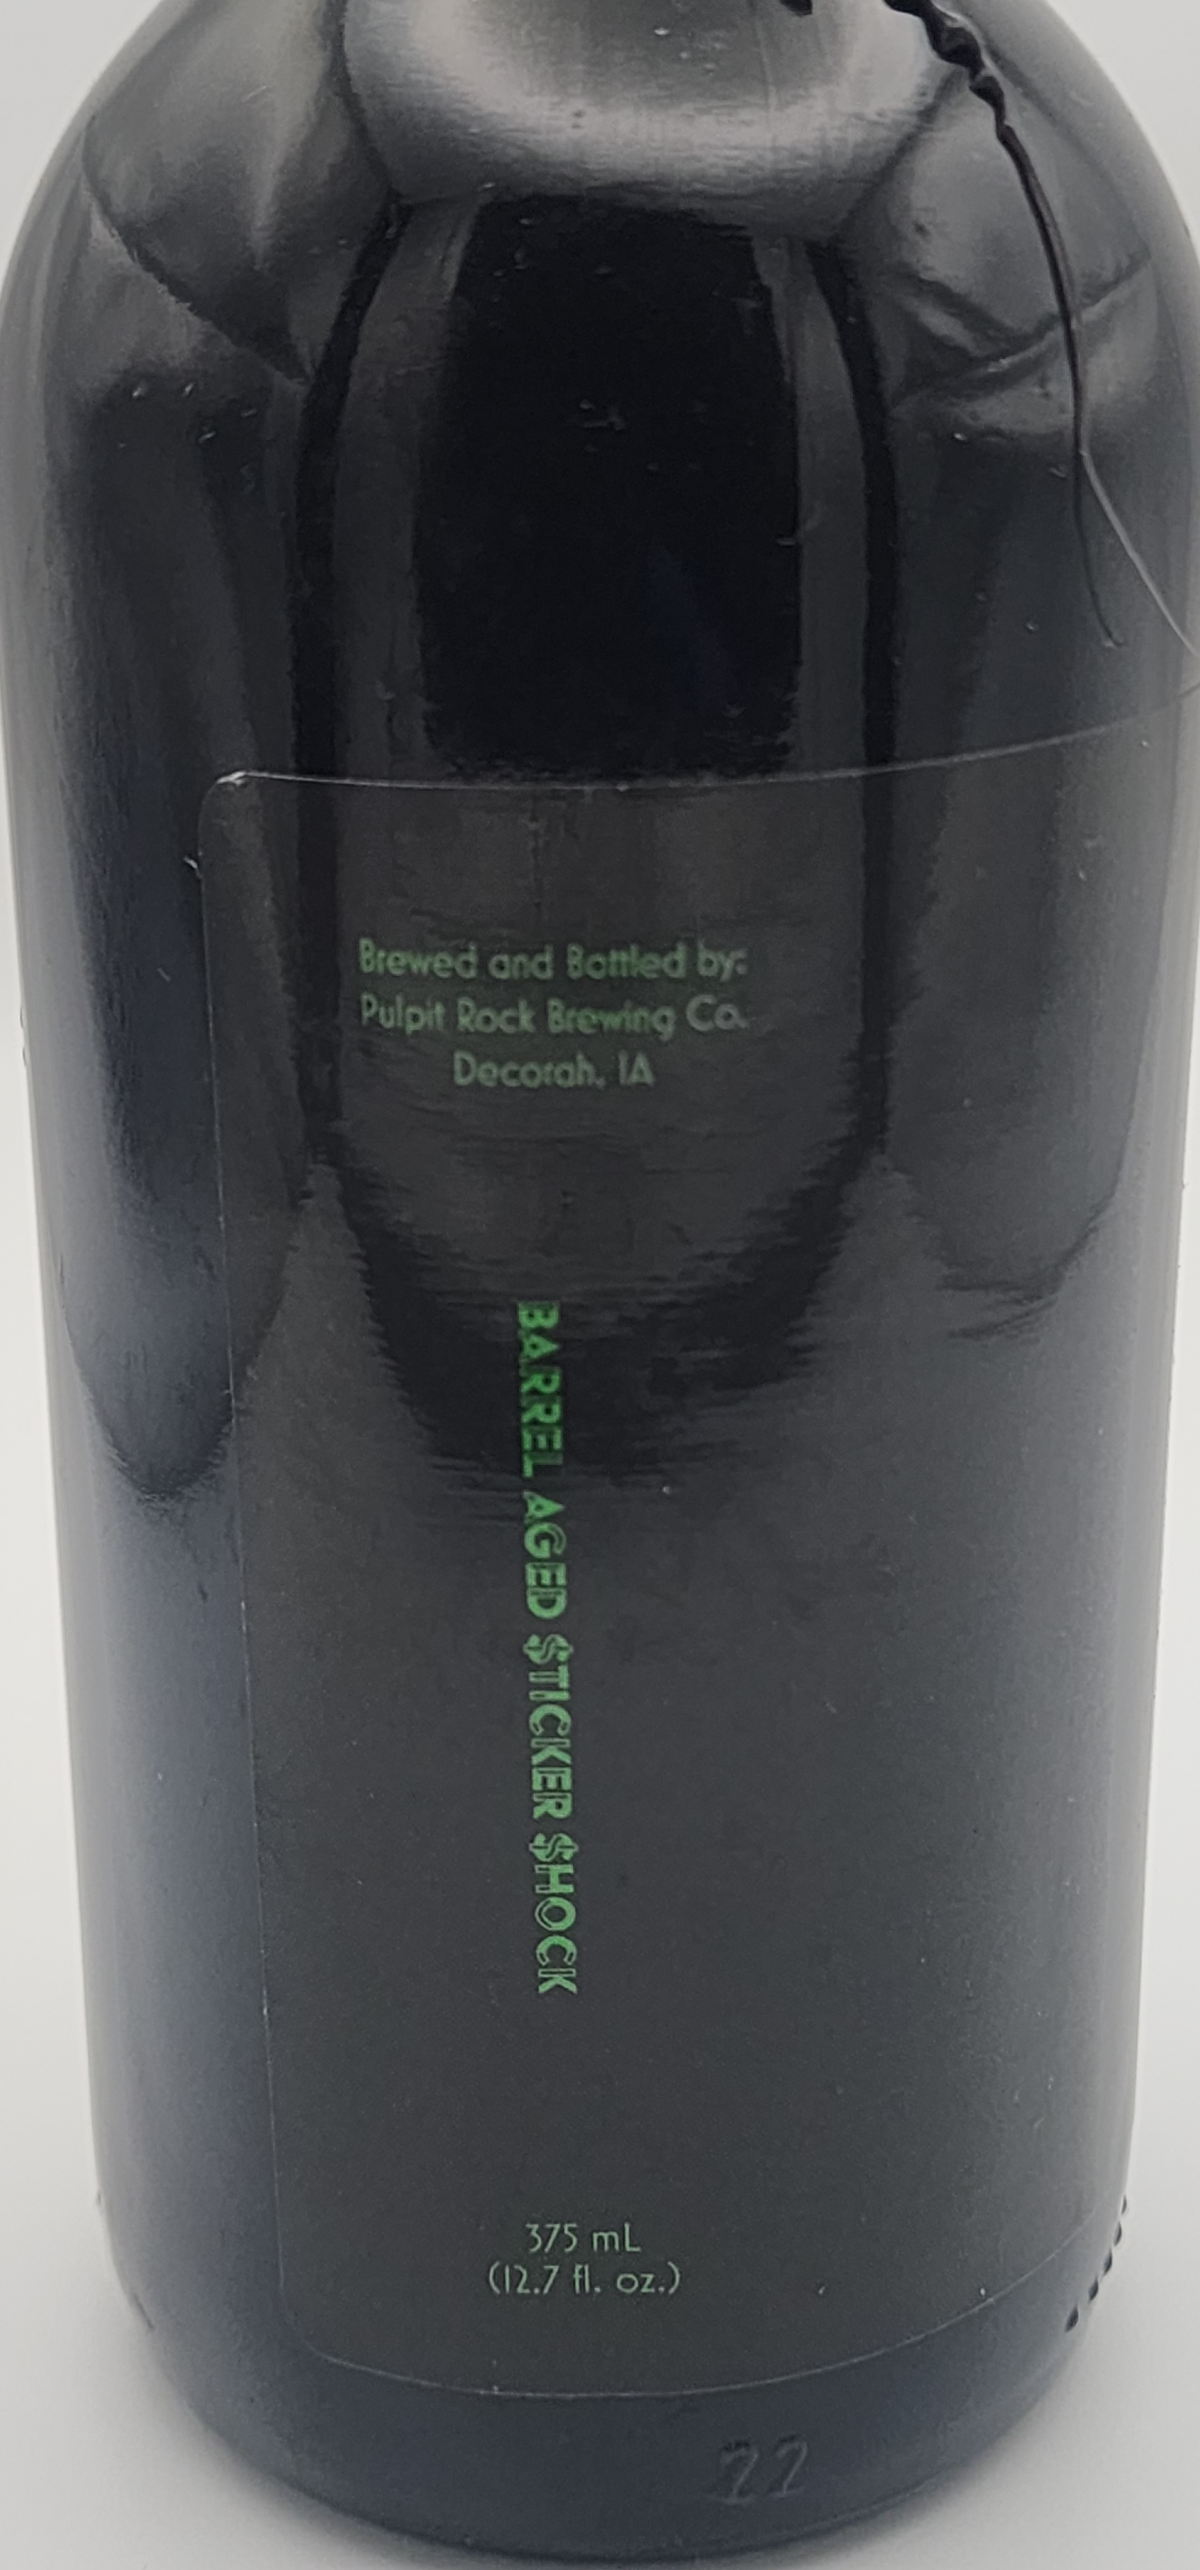 Brewed and Bottled by:
Pulpit Rock Brewing Co.
Decorah, IA
BARREL AGED $TICKER $HOCK
375 mL
(12.7 fl. oz.)
22